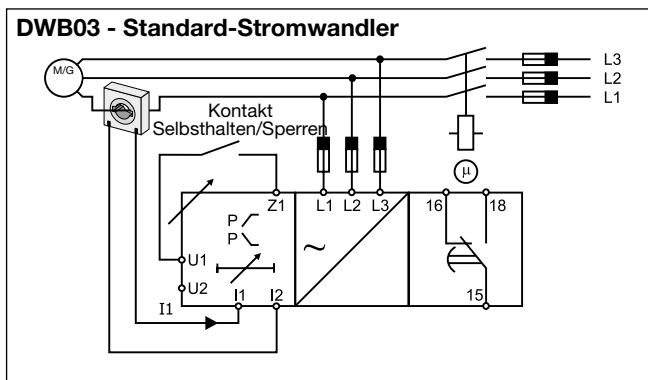 DWB03 - Standard-Stromwandler
M/G
L3
L2
L1
Kontakt
Selbsthalten/Sperren
µ
Z1 L1 L2 L3 16 18
P
P
~
U1
U2
I1 I1 I2 15